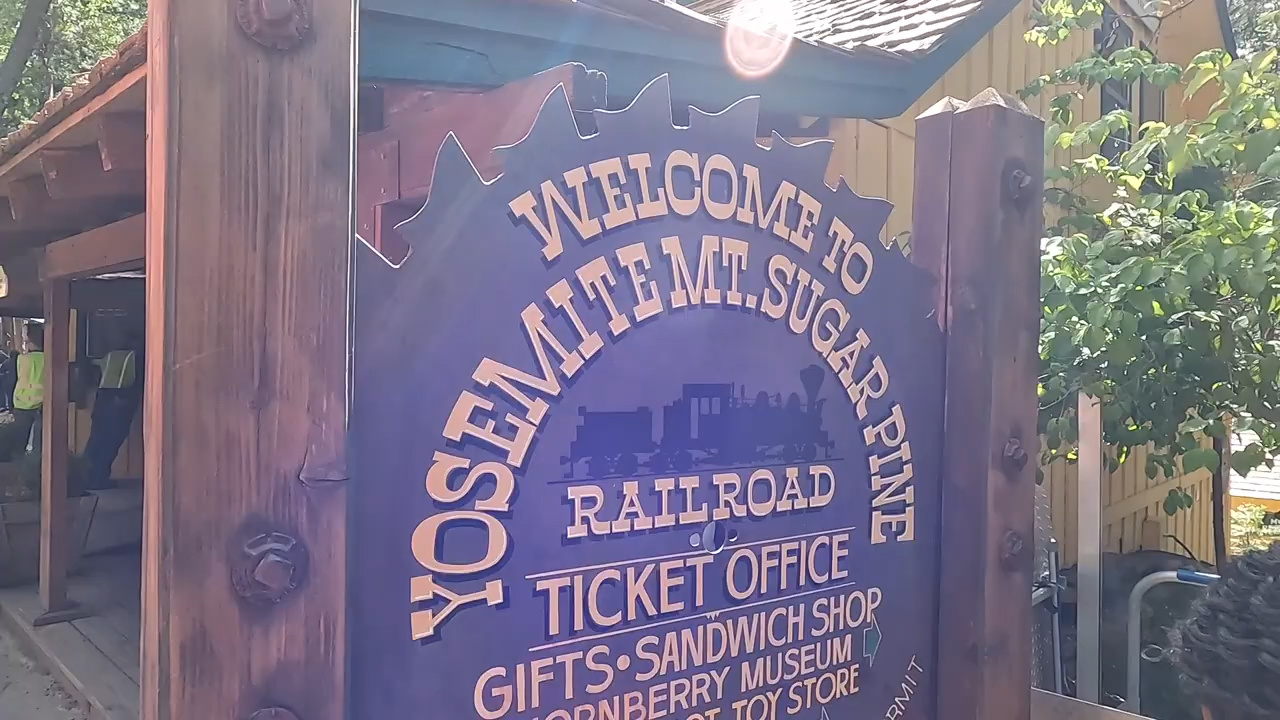 WELCOME TO
YOSEMITE MT. SUGAR PINE
RAILROAD
TICKET OFFICE
GIFTS • SANDWICH SHOP
MUSEUM
TOY STORE